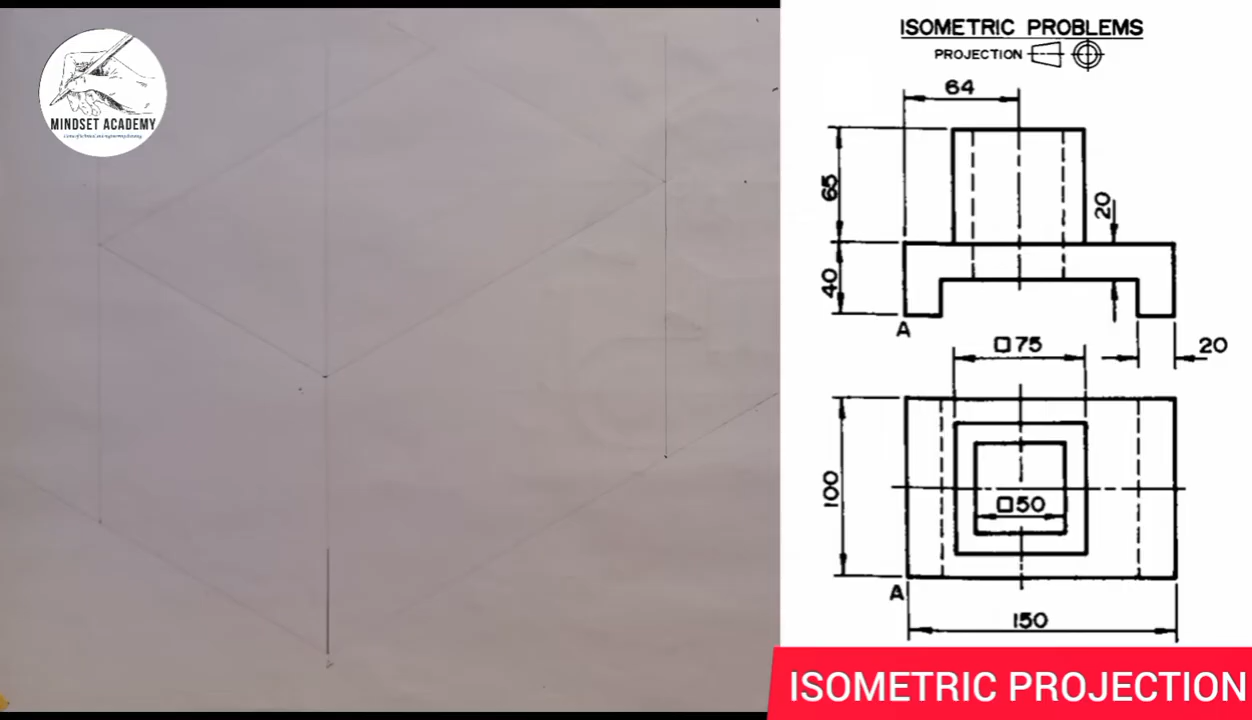 MINDSET ACADEMY
ISOMETRIC PROBLEMS
PROJECTION
64
65
20
40
A
□75
20
100
□50
A
150
ISOMETRIC PROJECTION